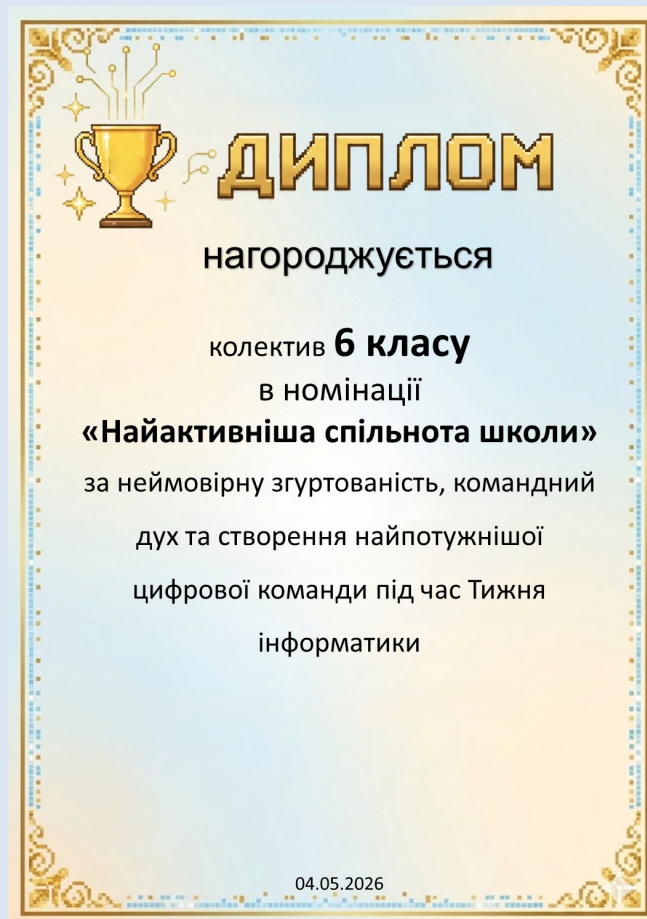 ДИПЛОМ
нагороджується
колектив 6 класу
в номінації
«Найактивніша спільнота школи»
за неймовірну згуртованість, командний
дух та створення найпотужнішої
цифрової команди під час Тижня
інформатики
04.05.2026